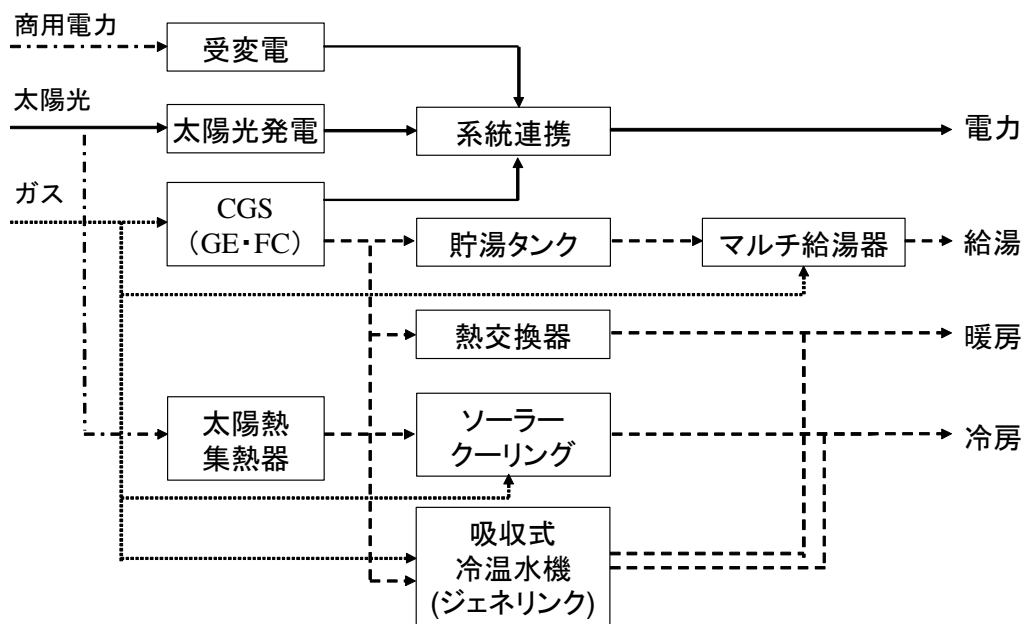 商用電力
受変電
太陽光
太陽光発電
系統連携
電力
ガス
CGS
(GE・FC)
貯湯タンク
マルチ給湯器
給湯
熱交換器
暖房
太陽熱
集熱器
ソーラー
クーリング
冷房
吸収式
冷温水機
(ジェネリンク)